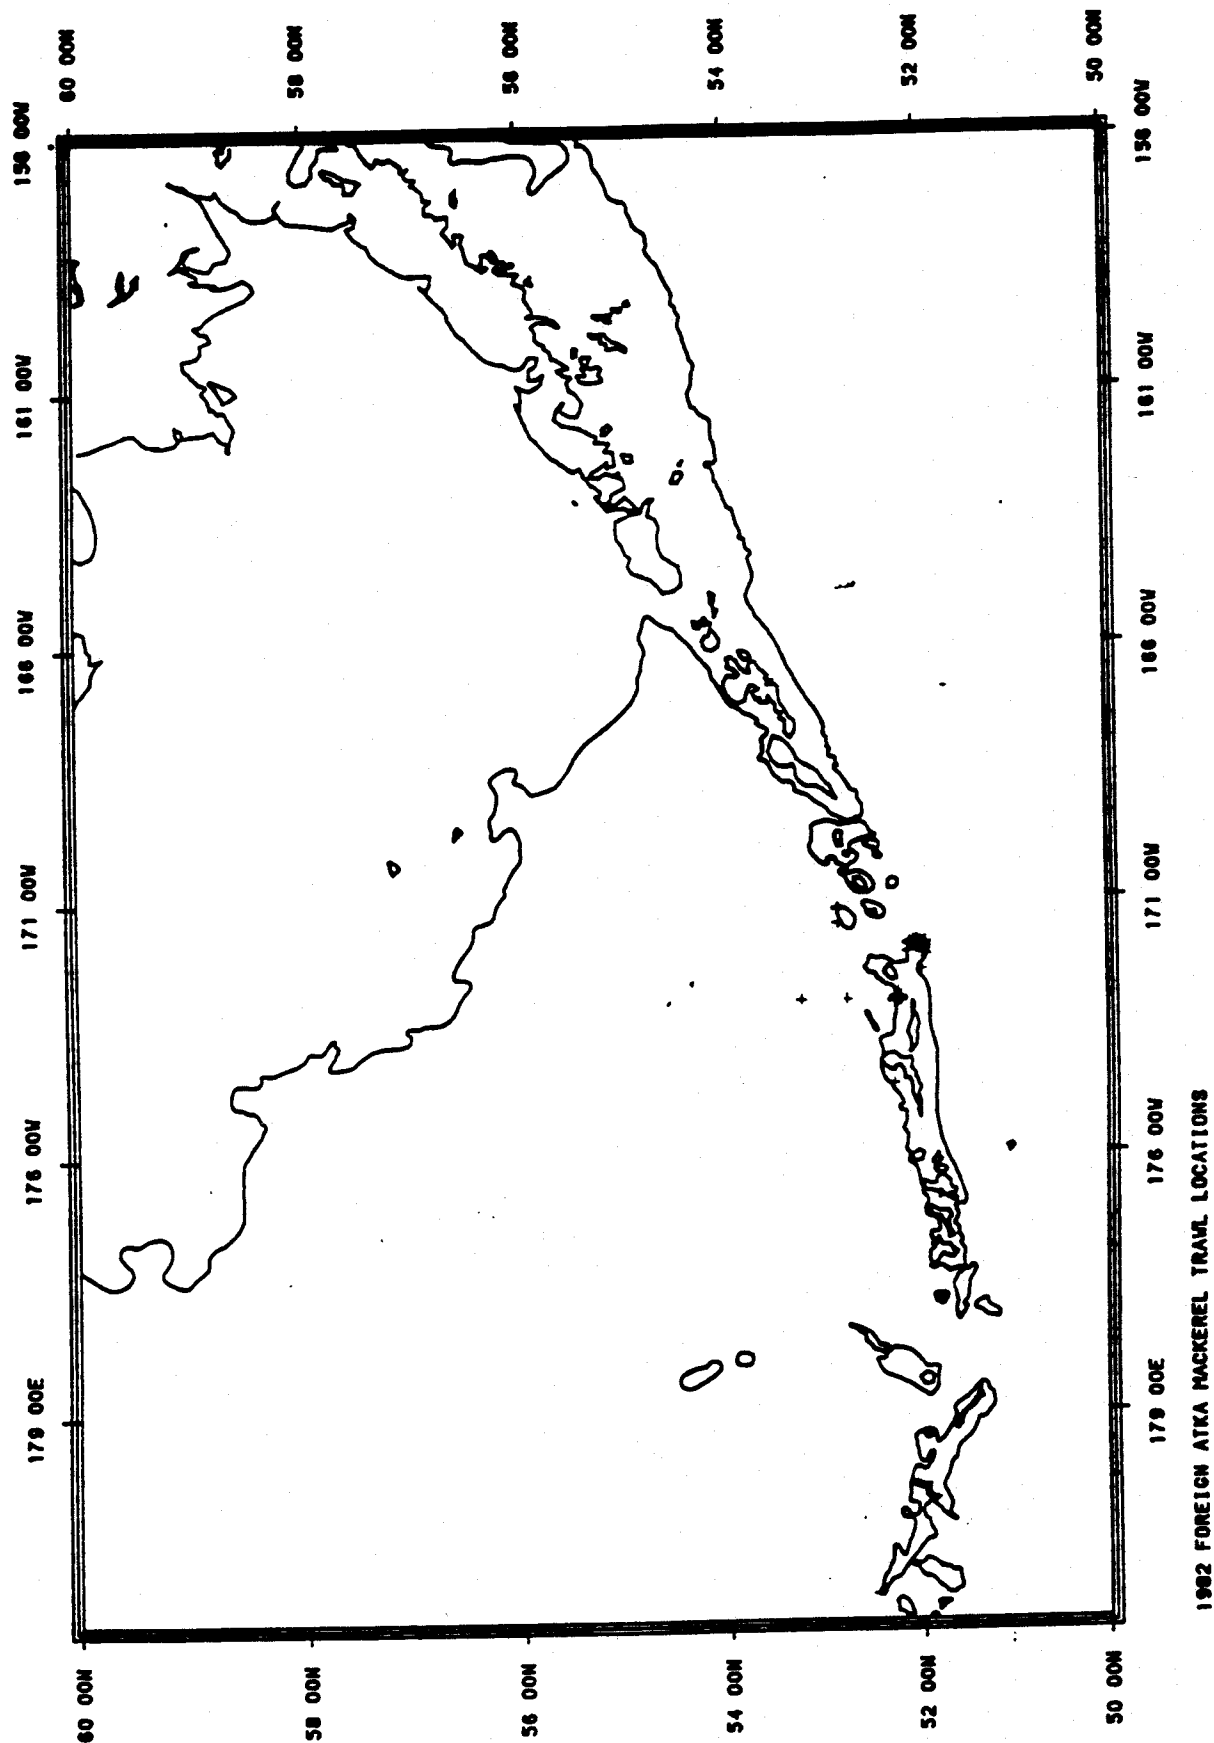 179 00E 176 00W 171 00W 166 00W 161 00W 156 00W
60 00N 60 00N
58 00N 58 00N
56 00N 56 00N
54 00N 54 00N
52 00N 52 00N
50 00N 50 00N
179 00E 176 00W 171 00W 166 00W 161 00W 156 00W
1982 FOREIGN ATKA MACKEREL TRAWL LOCATIONS